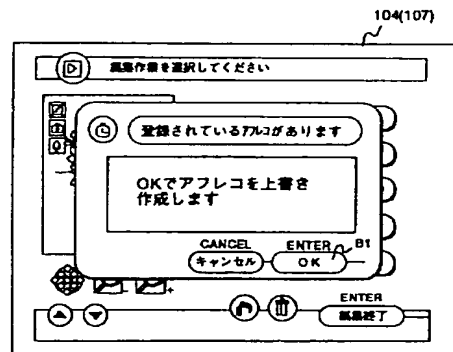 104(107)
編集作業を選択してください
登録されているアフレコがあります
OKでアフレコを上書き
作成します
CANCEL
ENTER
B1
キャンセル
OK
ENTER
編集終了